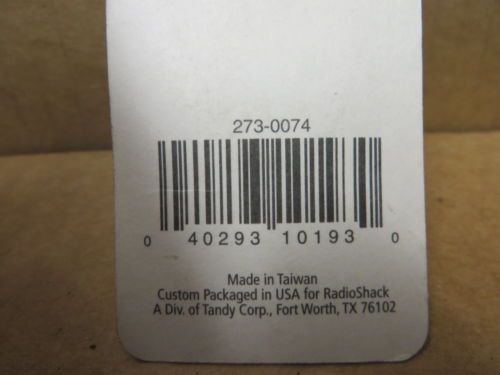 273-0074
0 40293 10193 0
Made in Taiwan
Custom Packaged in USA for RadioShack
A Div. of Tandy Corp., Fort Worth, TX 76102